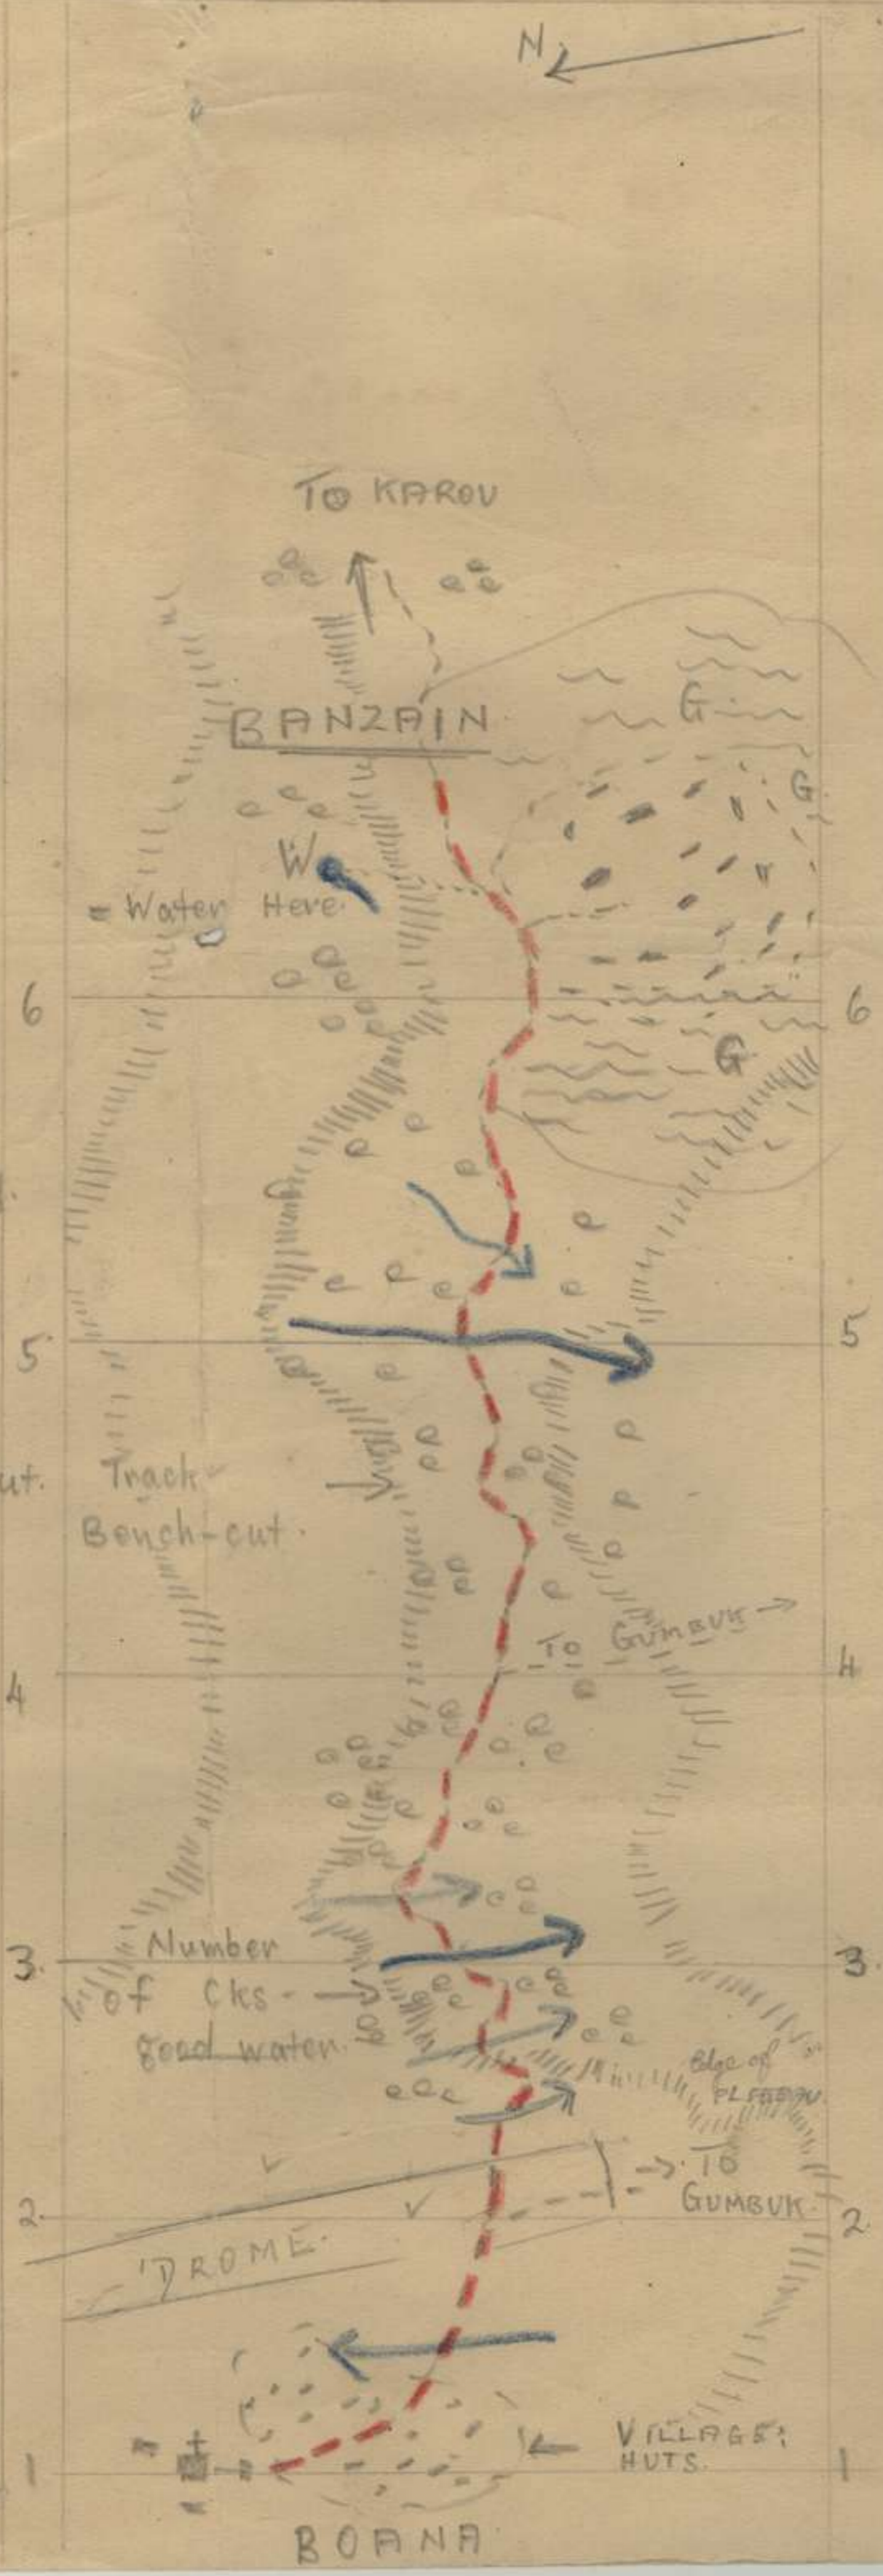 N.
To KAROU
BANZAIN
G.
G.
W
= Water Here.
6
6
G
5
5
ut.
Track
Bench-cut.
To GUMBUK →
4
4
3.
3.
Number
of Cks -
good water.
Edge of
PLATEAU
To
GUMBUK.
2.
2.
'DROME.
VILLAGE:
HUTS.
1
1
BOANA